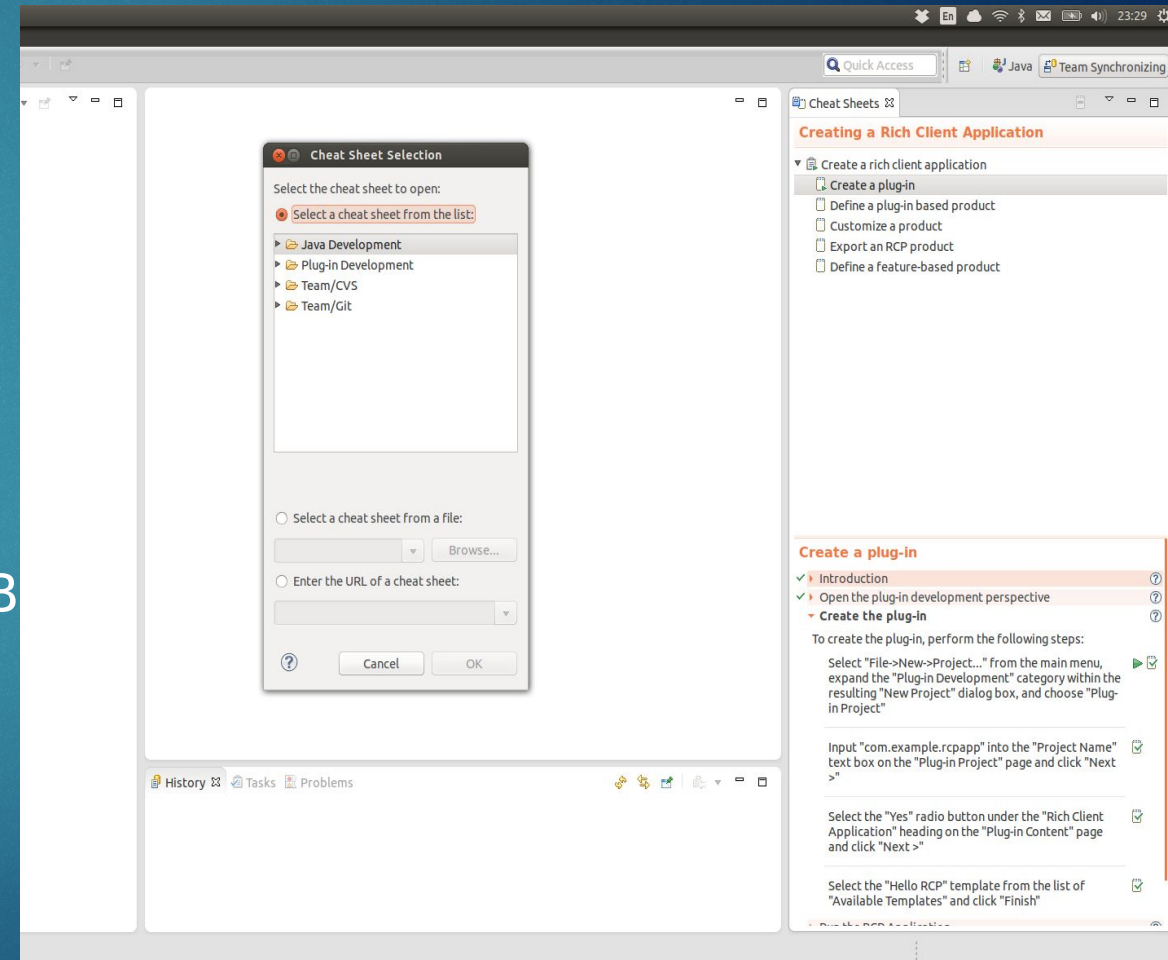 En
23:29
Quick Access
Java
Team Synchronizing
Cheat Sheet Selection
Select the cheat sheet to open:
Select a cheat sheet from the list:
Java Development
Plug-in Development
Team/CVS
Team/Git
Select a cheat sheet from a file:
Browse...
Enter the URL of a cheat sheet:
Cancel
OK
History
Tasks
Problems
Cheat Sheets
Creating a Rich Client Application
Create a rich client application
Create a plug-in
Define a plug-in based product
Customize a product
Export an RCP product
Define a feature-based product
Create a plug-in
Introduction
Open the plug-in development perspective
Create the plug-in
To create the plug-in, perform the following steps:
Select "File->New->Project..." from the main menu,
expand the "Plug-in Development" category within the
resulting "New Project" dialog box, and choose "Plug-
in Project"
Input "com.example.rcpapp" into the "Project Name"
text box on the "Plug-in Project" page and click "Next
>"
Select the "Yes" radio button under the "Rich Client
Application" heading on the "Plug-in Content" page
and click "Next >"
Select the "Hello RCP" template from the list of
"Available Templates" and click "Finish"
Run the RCP Application